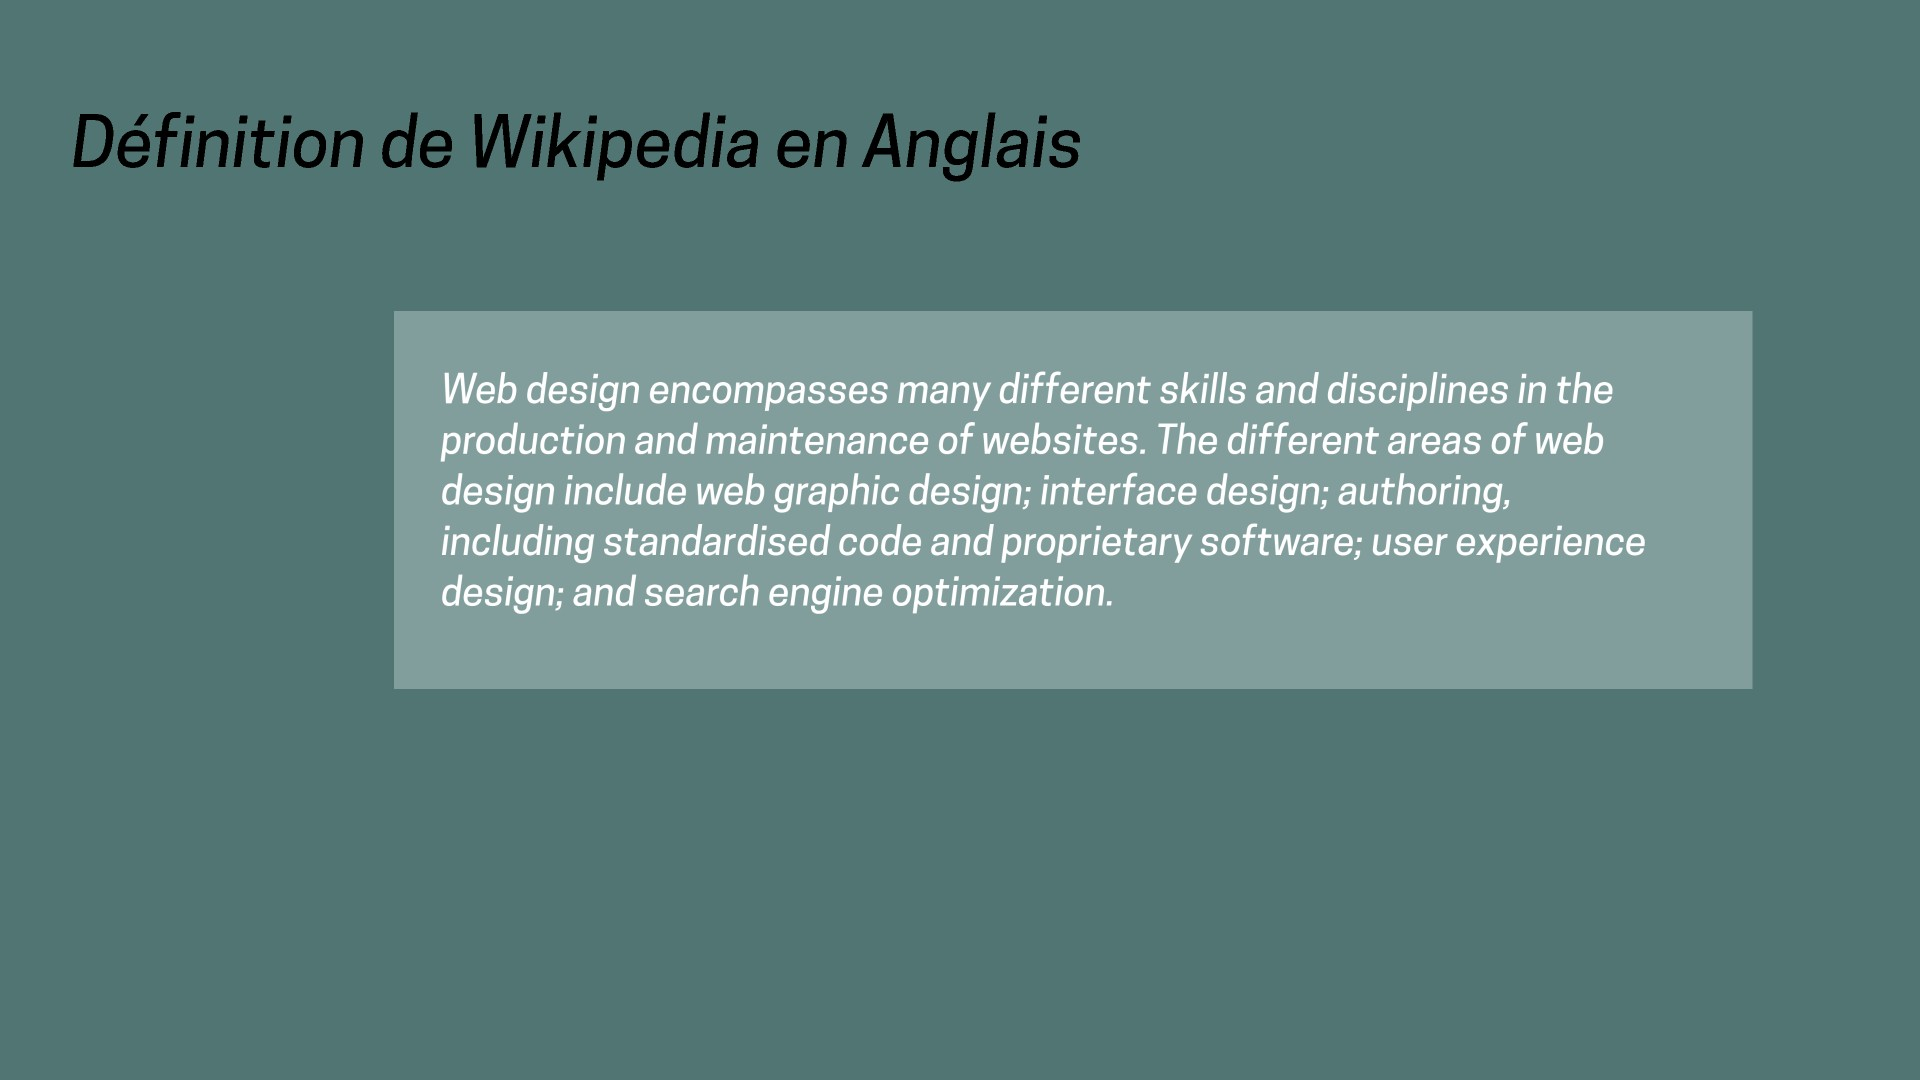 Définition de Wikipedia en Anglais
Web design encompasses many different skills and disciplines in the
production and maintenance of websites. The different areas of web
design include web graphic design; interface design; authoring,
including standardised code and proprietary software; user experience
design; and search engine optimization.